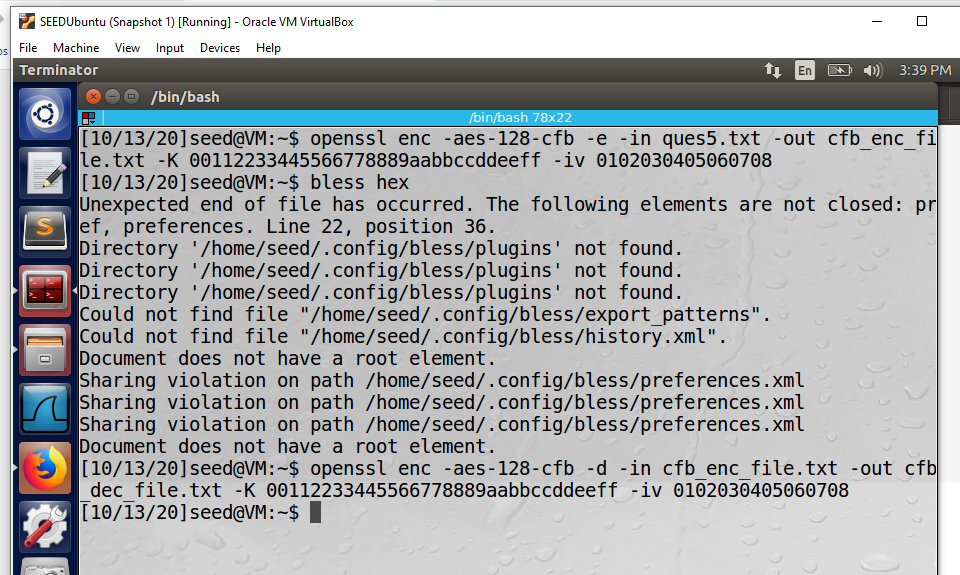 SEEDUbuntu (Snapshot 1) [Running] - Oracle VM VirtualBox
File Machine View Input Devices Help
Terminator En 3:39 PM
/bin/bash
/bin/bash 78x22
[10/13/20]seed@VM:~$ openssl enc -aes-128-cfb -e -in ques5.txt -out cfb_enc_fi
le.txt -K 00112233445566778889aabbccddeeff -iv 0102030405060708
[10/13/20]seed@VM:~$ bless hex
Unexpected end of file has occurred. The following elements are not closed: pr
ef, preferences. Line 22, position 36.
Directory '/home/seed/.config/bless/plugins' not found.
Directory '/home/seed/.config/bless/plugins' not found.
Directory '/home/seed/.config/bless/plugins' not found.
Could not find file "/home/seed/.config/bless/export_patterns".
Could not find file "/home/seed/.config/bless/history.xml".
Document does not have a root element.
Sharing violation on path /home/seed/.config/bless/preferences.xml
Sharing violation on path /home/seed/.config/bless/preferences.xml
Sharing violation on path /home/seed/.config/bless/preferences.xml
Document does not have a root element.
[10/13/20]seed@VM:~$ openssl enc -aes-128-cfb -d -in cfb_enc_file.txt -out cfb
_dec_file.txt -K 00112233445566778889aabbccddeeff -iv 0102030405060708
[10/13/20]seed@VM:~$